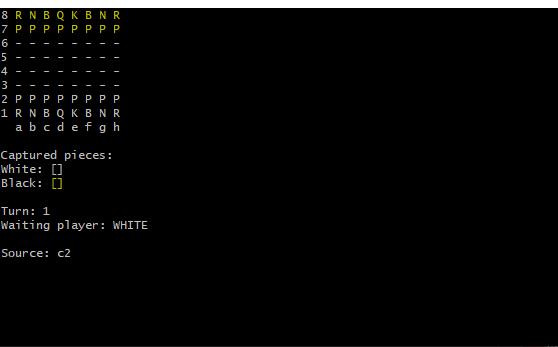 8 R N B Q K B N R
7 P P P P P P P P
6 - - - - - - - -
5 - - - - - - - -
4 - - - - - - - -
3 - - - - - - - -
2 P P P P P P P P
1 R N B Q K B N R
a b c d e f g h
Captured pieces:
White: []
Black: []
Turn: 1
Waiting player: WHITE
Source: c2